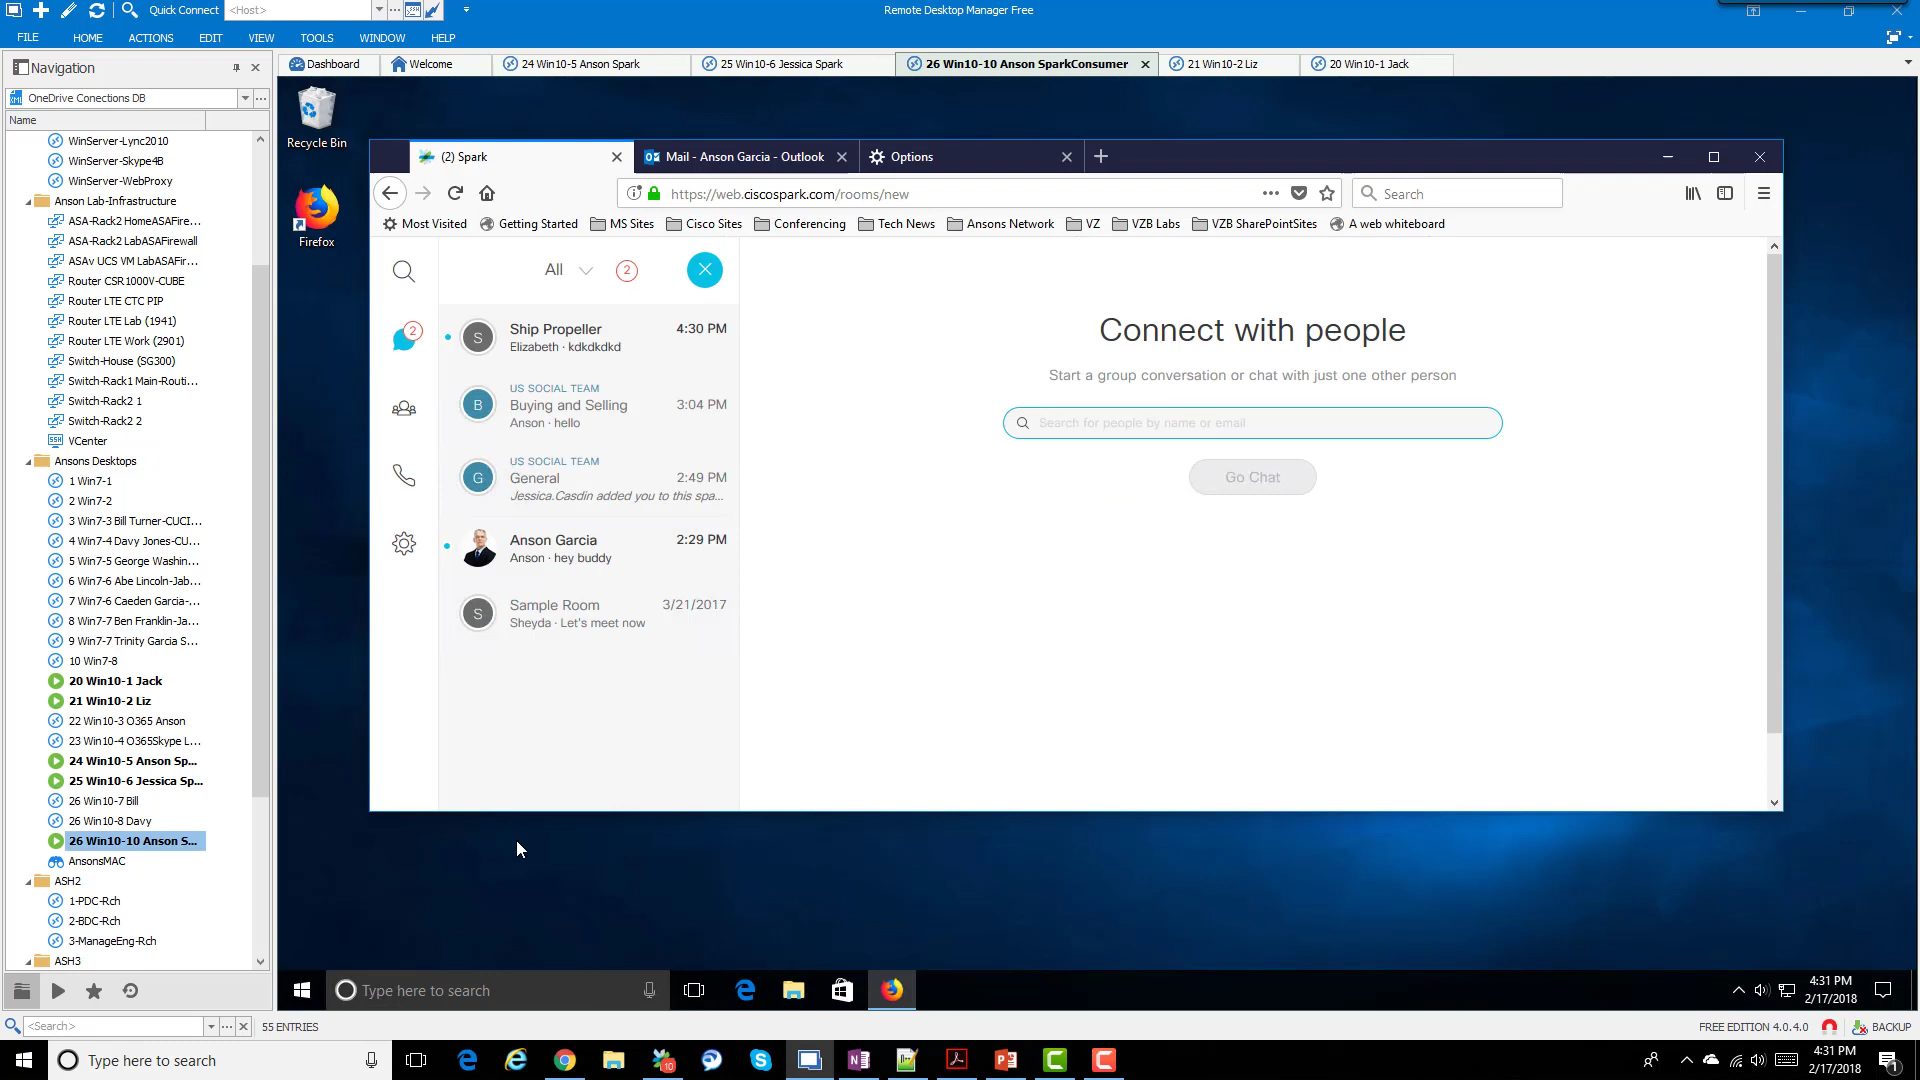 Quick Connect
<Host>
Remote Desktop Manager Free
FILE
HOME
ACTIONS
EDIT
VIEW
TOOLS
WINDOW
HELP
Navigation
Dashboard
Welcome
24 Win10-5 Anson Spark
25 Win10-6 Jessica Spark
26 Win10-10 Anson SparkConsumer
21 Win10-2 Liz
20 Win10-1 Jack
OneDrive Conections DB
Name
WinServer-Lync2010
WinServer-Skype4B
WinServer-WebProxy
Anson Lab-Infrastructure
ASA-Rack2 HomeASAFire...
ASA-Rack2 LabASAFirewall
ASAv UCS VM LabASAFir...
Router CSR1000V-CUBE
Router LTE CTC PIP
Router LTE Lab (1941)
Router LTE Work (2901)
Switch-House (SG300)
Switch-Rack1 Main-Routi...
Switch-Rack2 1
Switch-Rack2 2
SSH
VCenter
Ansons Desktops
1 Win7-1
2 Win7-2
3 Win7-3 Bill Turner-CUCI...
4 Win7-4 Davy Jones-CU...
5 Win7-5 George Washin...
6 Win7-6 Abe Lincoln-Jab...
7 Win7-6 Caeden Garcia-...
8 Win7-7 Ben Franklin-Ja...
9 Win7-7 Trinity Garcia S...
10 Win7-8
20 Win10-1 Jack
21 Win10-2 Liz
22 Win10-3 O365 Anson
23 Win10-4 O365Skype L...
24 Win10-5 Anson Sp...
25 Win10-6 Jessica Sp...
26 Win10-7 Bill
26 Win10-8 Davy
26 Win10-10 Anson S...
AnsonsMAC
ASH2
1-PDC-Rch
2-BDC-Rch
3-ManageEng-Rch
ASH3
Recycle Bin
Firefox
(2) Spark
Mail - Anson Garcia - Outlook
Options
https://web.ciscospark.com/rooms/new
Search
Most Visited
Getting Started
MS Sites
Cisco Sites
Conferencing
Tech News
Ansons Network
VZ
VZB Labs
VZB SharePointSites
A web whiteboard
All
2
2
S
Ship Propeller
4:30 PM
Elizabeth · kdkdkdkd
US SOCIAL TEAM
B
Buying and Selling
3:04 PM
Anson · hello
US SOCIAL TEAM
G
General
2:49 PM
Jessica.Casdin added you to this spa...
Anson Garcia
2:29 PM
Anson · hey buddy
S
Sample Room
3/21/2017
Sheyda · Let's meet now
Connect with people
Start a group conversation or chat with just one other person
Search for people by name or email
Go Chat
Type here to search
4:31 PM
2/17/2018
<Search>
55 ENTRIES
FREE EDITION 4.0.4.0
BACKUP
Type here to search
10
4:31 PM
2/17/2018
1